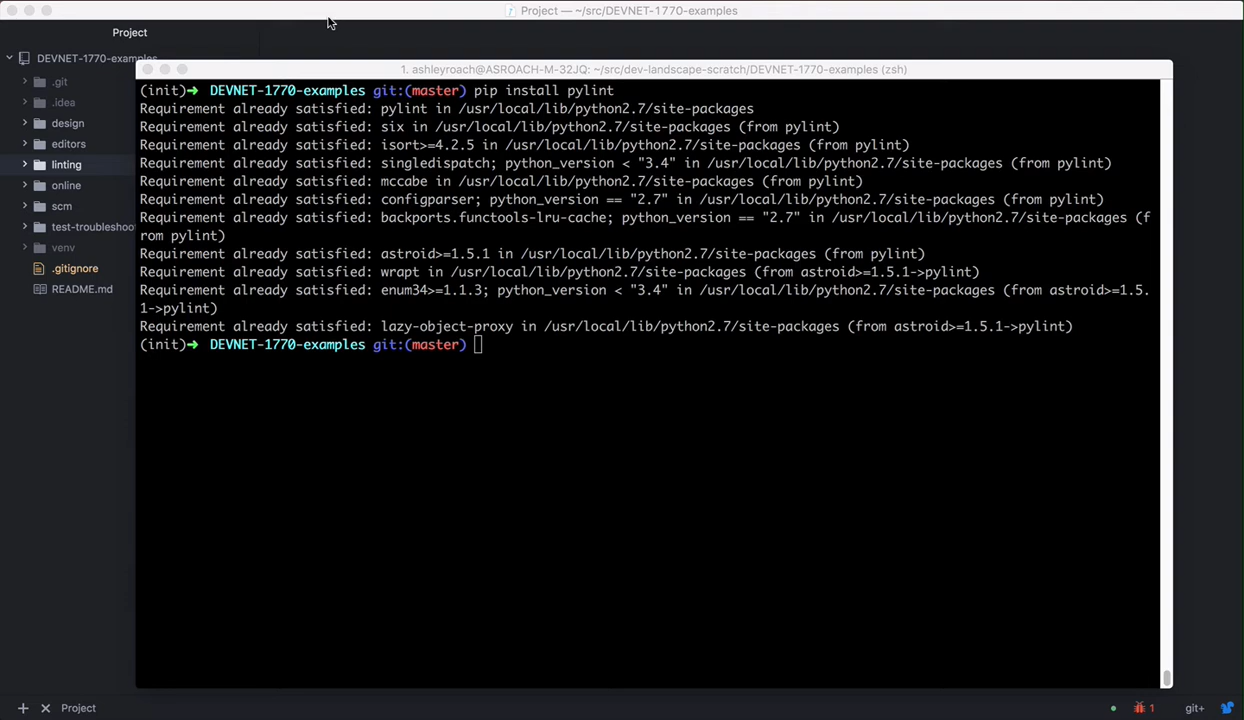 Project — ~/src/DEVNET-1770-examples
Project
DEVNET-1770-examples
.git
.idea
design
editors
linting
online
scm
test-troubleshoo
venv
.gitignore
README.md
1. ashleyroach@ASROACH-M-32JQ: ~/src/dev-landscape-scratch/DEVNET-1770-examples (zsh)
(init)➜ DEVNET-1770-examples git:(master) pip install pylint
Requirement already satisfied: pylint in /usr/local/lib/python2.7/site-packages
Requirement already satisfied: six in /usr/local/lib/python2.7/site-packages (from pylint)
Requirement already satisfied: isort>=4.2.5 in /usr/local/lib/python2.7/site-packages (from pylint)
Requirement already satisfied: singledispatch; python_version < "3.4" in /usr/local/lib/python2.7/site-packages (from pylint)
Requirement already satisfied: mccabe in /usr/local/lib/python2.7/site-packages (from pylint)
Requirement already satisfied: configparser; python_version == "2.7" in /usr/local/lib/python2.7/site-packages (from pylint)
Requirement already satisfied: backports.functools-lru-cache; python_version == "2.7" in /usr/local/lib/python2.7/site-packages (f
rom pylint)
Requirement already satisfied: astroid>=1.5.1 in /usr/local/lib/python2.7/site-packages (from pylint)
Requirement already satisfied: wrapt in /usr/local/lib/python2.7/site-packages (from astroid>=1.5.1->pylint)
Requirement already satisfied: enum34>=1.1.3; python_version < "3.4" in /usr/local/lib/python2.7/site-packages (from astroid>=1.5.
1->pylint)
Requirement already satisfied: lazy-object-proxy in /usr/local/lib/python2.7/site-packages (from astroid>=1.5.1->pylint)
(init)➜ DEVNET-1770-examples git:(master)
Project
1
git+